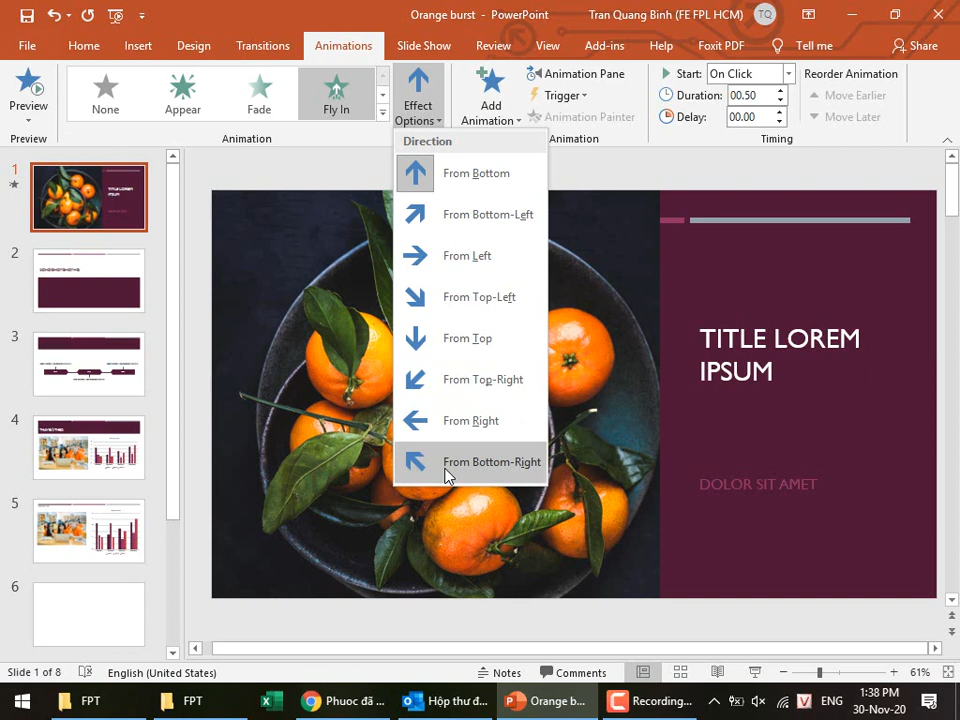 Orange burst - PowerPoint
Tran Quang Binh (FE FPL HCM)
TQ
File
Home
Insert
Design
Transitions
Animations
Slide Show
Review
View
Add-ins
Help
Foxit PDF
Tell me
Share
Preview
Preview
None
Appear
Fade
Fly In
Animation
Effect
Options
Add
Animation
Animation Pane
Trigger
Animation Painter
Animation
Start: On Click
Duration: 00.50
Delay: 00.00
Timing
Reorder Animation
Move Earlier
Move Later
Direction
From Bottom
From Bottom-Left
From Left
From Top-Left
From Top
From Top-Right
From Right
From Bottom-Right
1
2
3
4
5
6
TITLE LOREM
IPSUM
DOLOR SIT AMET
Slide 1 of 8
English (United States)
Notes
Comments
61%
FPT
FPT
Phuoc đã ...
Hộp thư đ...
Orange b...
Recording...
ENG
1:38 PM
30-Nov-20